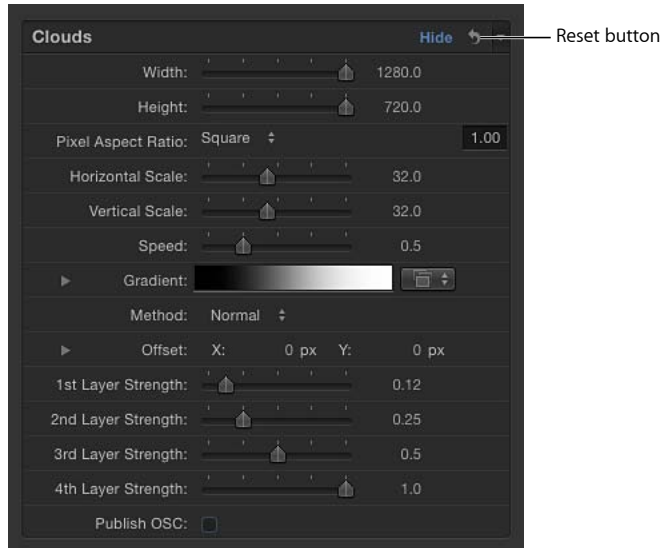 Clouds Hide Reset button
Width: 1280.0
Height: 720.0
Pixel Aspect Ratio: Square 1.00
Horizontal Scale: 32.0
Vertical Scale: 32.0
Speed: 0.5
Gradient:
Method: Normal
Offset: X: 0 px Y: 0 px
1st Layer Strength: 0.12
2nd Layer Strength: 0.25
3rd Layer Strength: 0.5
4th Layer Strength: 1.0
Publish OSC: